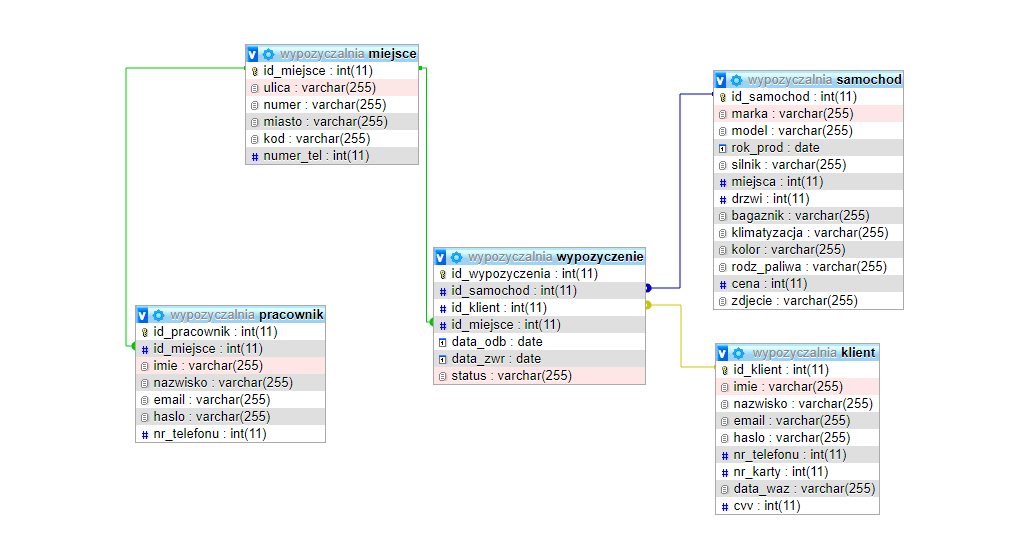 wypozyczalnia miejsce
id_miejsce : int(11)
ulica : varchar(255)
numer : varchar(255)
miasto : varchar(255)
kod : varchar(255)
numer_tel : int(11)
wypozyczalnia samochod
id_samochod : int(11)
marka : varchar(255)
model : varchar(255)
rok_prod : date
silnik : varchar(255)
miejsca : int(11)
drzwi : int(11)
bagaznik : varchar(255)
klimatyzacja : varchar(255)
kolor : varchar(255)
rodz_paliwa : varchar(255)
cena : int(11)
zdjecie : varchar(255)
wypozyczalnia wypozyczenie
id_wypozyczenia : int(11)
id_samochod : int(11)
id_klient : int(11)
id_miejsce : int(11)
data_odb : date
data_zwr : date
status : varchar(255)
wypozyczalnia pracownik
id_pracownik : int(11)
id_miejsce : int(11)
imie : varchar(255)
nazwisko : varchar(255)
email : varchar(255)
haslo : varchar(255)
nr_telefonu : int(11)
wypozyczalnia klient
id_klient : int(11)
imie : varchar(255)
nazwisko : varchar(255)
email : varchar(255)
haslo : varchar(255)
nr_telefonu : int(11)
nr_karty : int(11)
data_waz : varchar(255)
cvv : int(11)